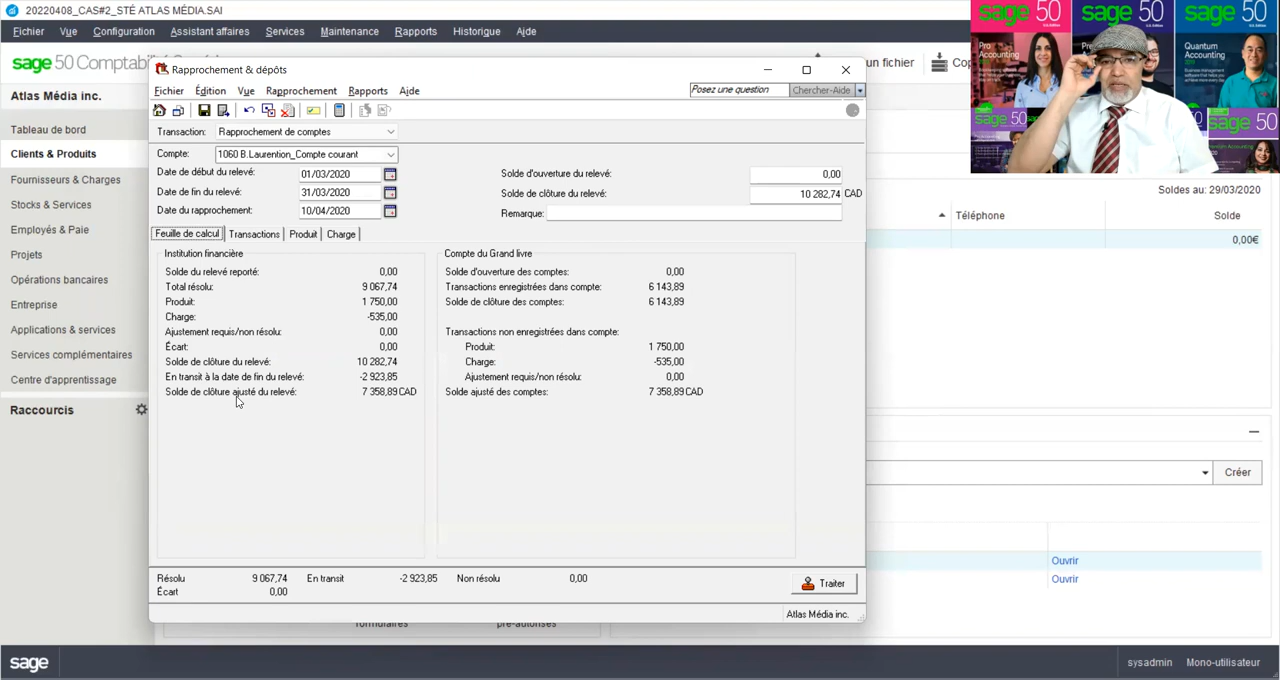 20220408_CAS#2_STÉ ATLAS MÉDIA.SAI
Fichier Vue Configuration Assistant affaires Services Maintenance Rapports Historique Aide
sage 50
Atlas Média inc.
Tableau de bord
Clients & Produits
Fournisseurs & Charges
Stocks & Services
Employés & Paie
Projets
Opérations bancaires
Entreprise
Applications & services
Services complémentaires
Centre d'apprentissage
Raccourcis
Rapprochement & dépôts
Fichier Édition Vue Rapprochement Rapports Aide
Posez une question Chercher-Aide
Transaction: Rapprochement de comptes
Compte: 1060 B.Laurention_Compte courant
Date de début du relevé: 01/03/2020 Solde d'ouverture du relevé: 0,00
Date de fin du relevé: 31/03/2020 Solde de clôture du relevé: 10 282,74 CAD
Date du rapprochement: 10/04/2020 Remarque:
Feuille de calcul Transactions Produit Charge
Institution financière
Solde du relevé reporté: 0,00
Total résolu: 9 067,74
Produit: 1 750,00
Charge: -535,00
Ajustement requis/non résolu: 0,00
Écart: 0,00
Solde de clôture du relevé: 10 282,74
En transit à la date de fin du relevé: -2 923,85
Solde de clôture ajusté du relevé: 7 358,89 CAD
Compte du Grand livre
Solde d'ouverture des comptes: 0,00
Transactions enregistrées dans compte: 6 143,89
Solde de clôture des comptes: 6 143,89
Transactions non enregistrées dans compte:
Produit: 1 750,00
Charge: -535,00
Ajustement requis/non résolu: 0,00
Solde ajusté des comptes: 7 358,89 CAD
Résolu 9 067,74 En transit -2 923,85 Non résolu 0,00
Écart 0,00
Traiter
Atlas Média inc.
un fichier
Soldes au: 29/03/2020
Téléphone Solde
0,00€
Créer
Ouvrir
Ouvrir
formulaires pré-autorisés
sage sysadmin Mono-utilisateur
sage 50 sage 50 sage 50
Pro
Accounting
Quantum
Accounting